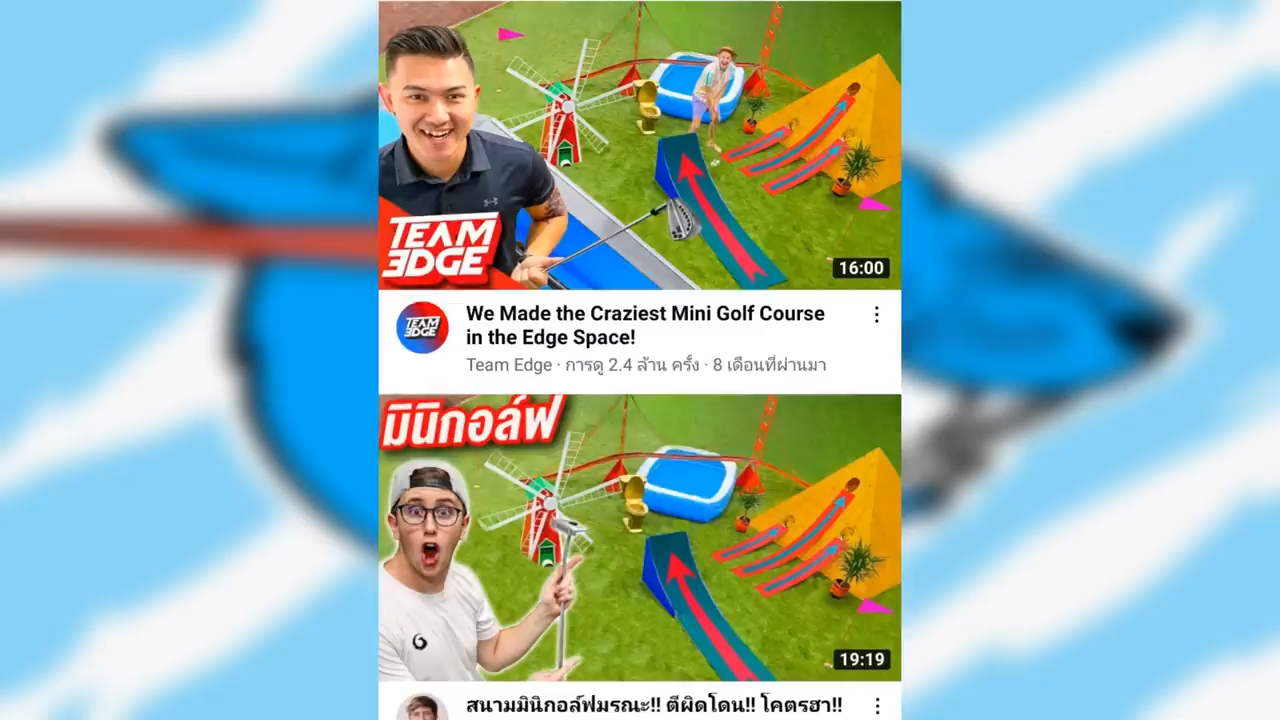 TEAM
EDGE
16:00
TEAM
EDGE
We Made the Craziest Mini Golf Course
in the Edge Space!
Team Edge · การดู 2.4 ล้าน ครั้ง · 8 เดือนที่ผ่านมา
มินิกอล์ฟ
19:19
สนามมินิกอล์ฟมรณะ!! ตีผิดโดน!! โคตรฮา!!